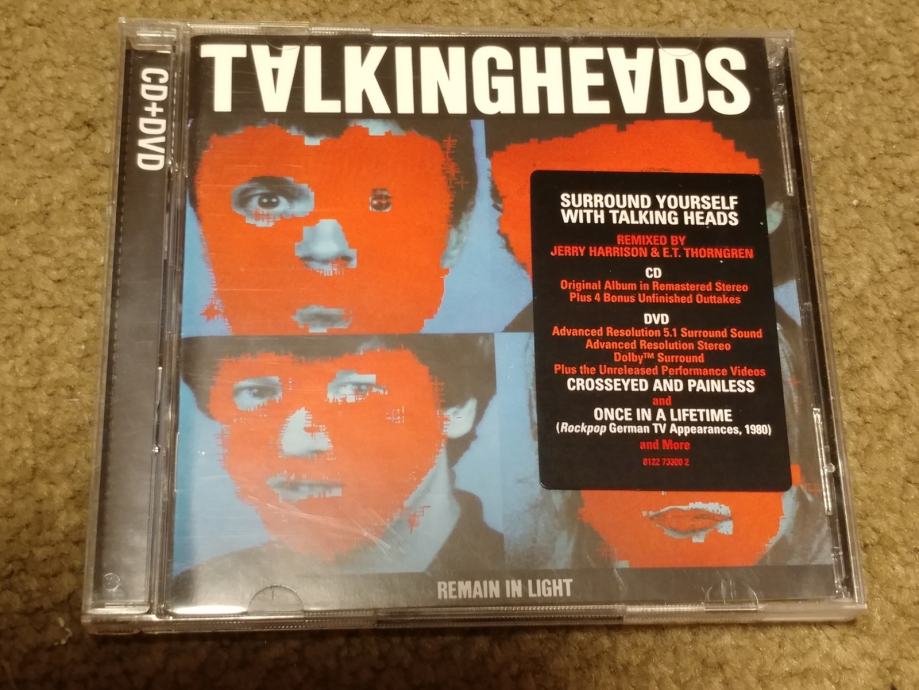 CD+DVD
TALKINGHEADS
SURROUND YOURSELF
WITH TALKING HEADS
REMIXED BY
JERRY HARRISON & E.T. THORNGREN
CD
Original Album in Remastered Stereo
Plus 4 Bonus Unfinished Outtakes
DVD
Advanced Resolution 5.1 Surround Sound
Advanced Resolution Stereo
Dolby™ Surround
Plus the Unreleased Performance Videos
CROSSEYED AND PAINLESS
and
ONCE IN A LIFETIME
(Rockpop German TV Appearances, 1980)
and More
8122 73300 2
REMAIN IN LIGHT